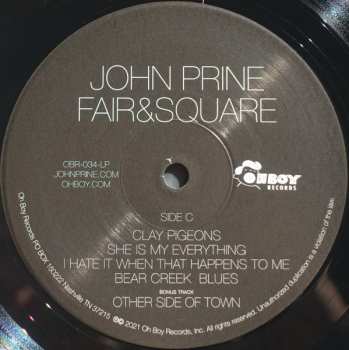 JOHN PRINE
FAIR&SQUARE
OBR-034-LP
JOHNPRINE.COM
OHBOY.COM
OH BOY
RECORDS
SIDE C
CLAY PIGEONS
SHE IS MY EVERYTHING
I HATE IT WHEN THAT HAPPENS TO ME
BEAR CREEK BLUES
BONUS TRACK
OTHER SIDE OF TOWN
Oh Boy Records PO BOX 150222 Nashville, TN 37215 ℗© 2021 Oh Boy Records, Inc. All rights reserved. Unauthorized duplication is a violation of the law.